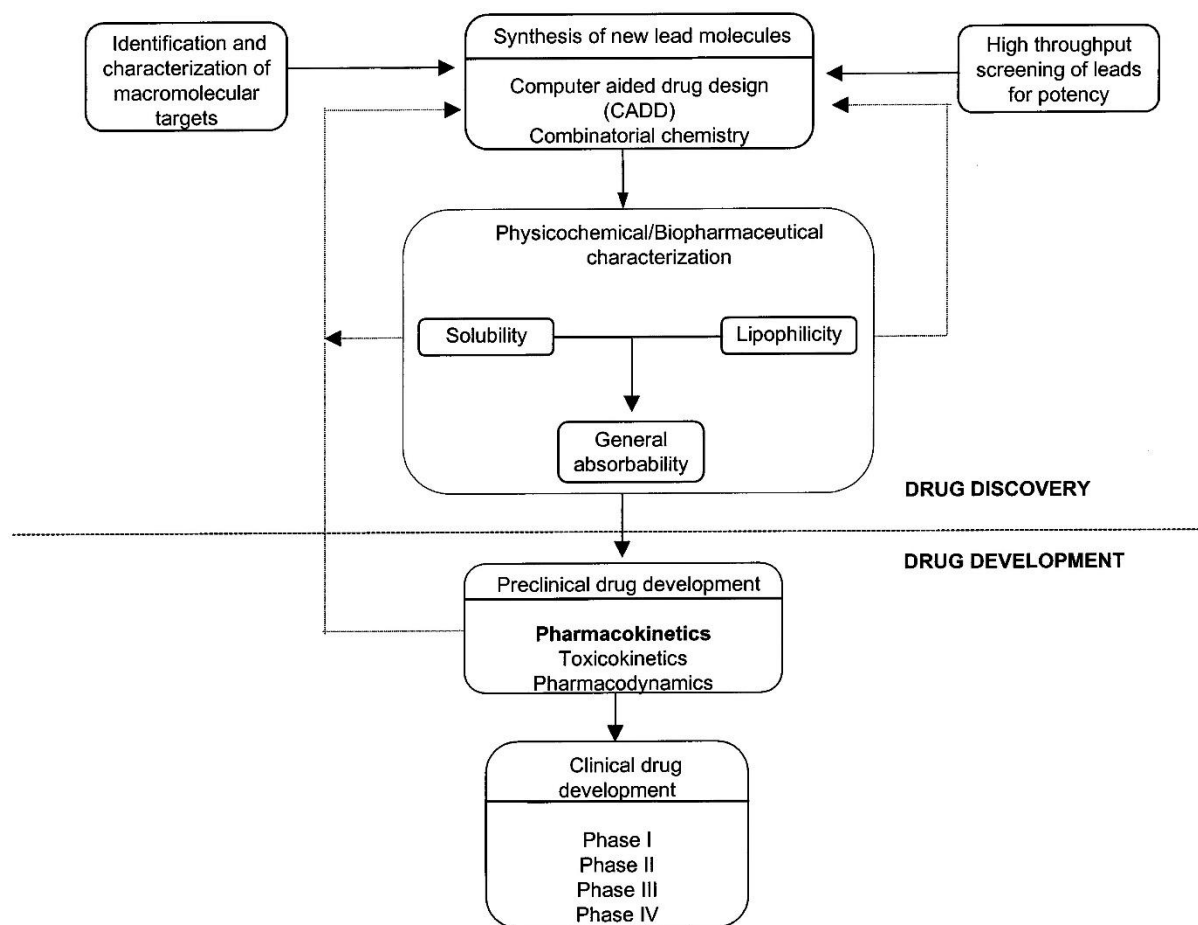 Identification and
characterization of
macromolecular
targets
Synthesis of new lead molecules
Computer aided drug design
(CADD)
Combinatorial chemistry
High throughput
screening of leads
for potency
Physicochemical/Biopharmaceutical
characterization
Solubility
Lipophilicity
General
absorbability
DRUG DISCOVERY
DRUG DEVELOPMENT
Preclinical drug development
Pharmacokinetics
Toxicokinetics
Pharmacodynamics
Clinical drug
development
Phase I
Phase II
Phase III
Phase IV